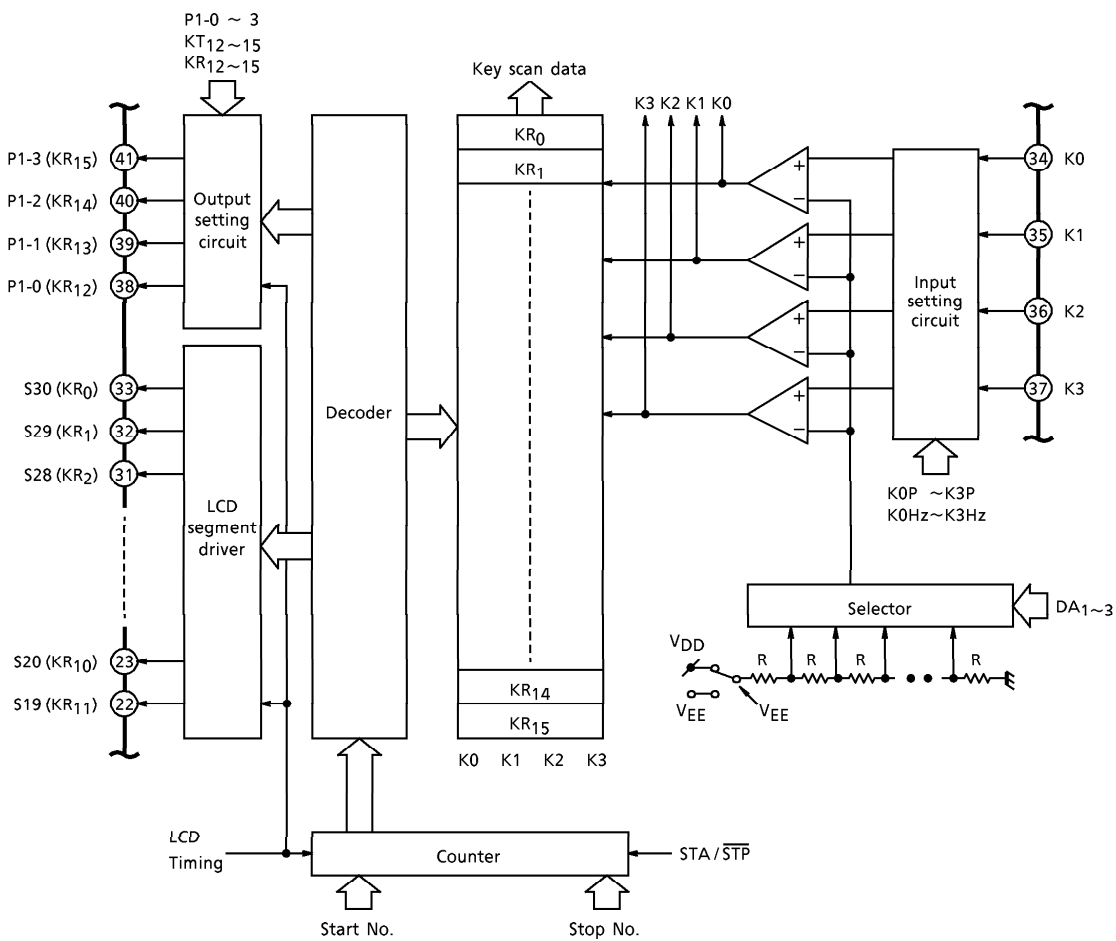 P1-0 ~ 3
KT12~15
KR12~15
Key scan data
K3 K2 K1 K0
P1-3 (KR15)
41
P1-2 (KR14)
40
P1-1 (KR13)
39
P1-0 (KR12)
38
Output
setting
circuit
S30 (KR0)
33
S29 (KR1)
32
S28 (KR2)
31
LCD
segment
driver
S20 (KR10)
23
S19 (KR11)
22
Decoder
KR0
KR1
KR14
KR15
K0 K1 K2 K3
+
−
+
−
+
−
+
−
Input
setting
circuit
34 K0
35 K1
36 K2
37 K3
K0P ~K3P
K0Hz~K3Hz
Selector
DA1~3
VDD
R R R R
VEE
VEE
LCD
Timing
Counter
STA / S̅T̅P̅
Start No.
Stop No.